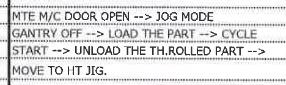 MTE M/C DOOR OPEN --> JOG MODE
GANTRY OFF --> LOAD THE PART --> CYCLE
START --> UNLOAD THE TH.ROLLED PART -->
MOVE TO HT JIG.